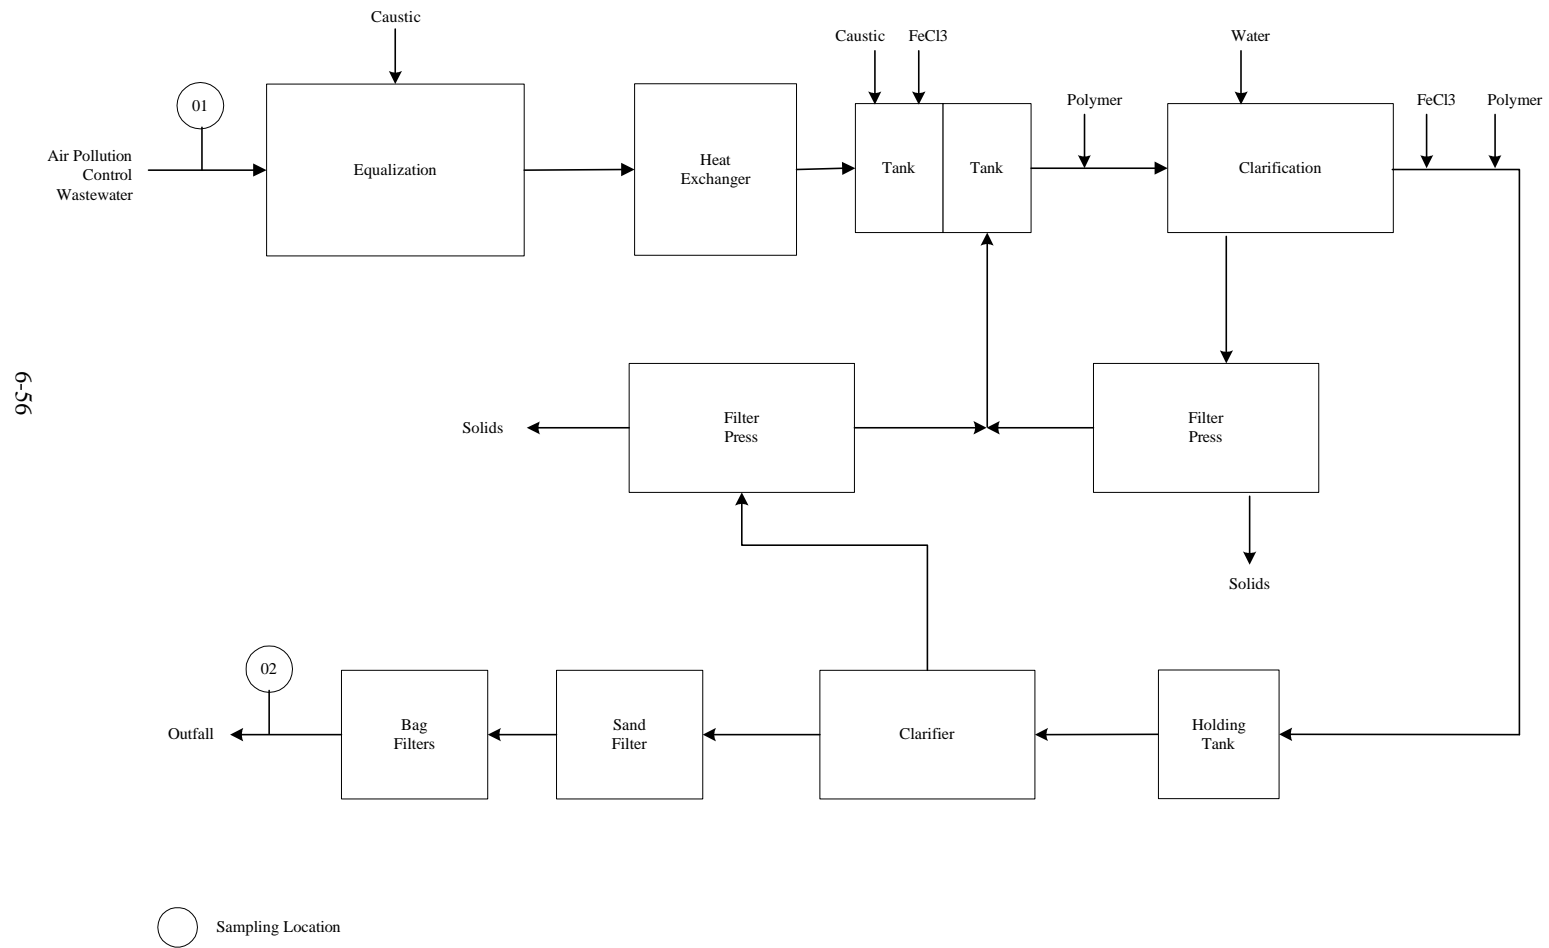 Caustic
Caustic
FeCl3
Water
Polymer
FeCl3
Polymer
01
Air Pollution
Control
Wastewater
Equalization
Heat
Exchanger
Tank
Tank
Clarification
6-56
Solids
Filter
Press
Filter
Press
Solids
02
Outfall
Bag
Filters
Sand
Filter
Clarifier
Holding
Tank
Sampling Location